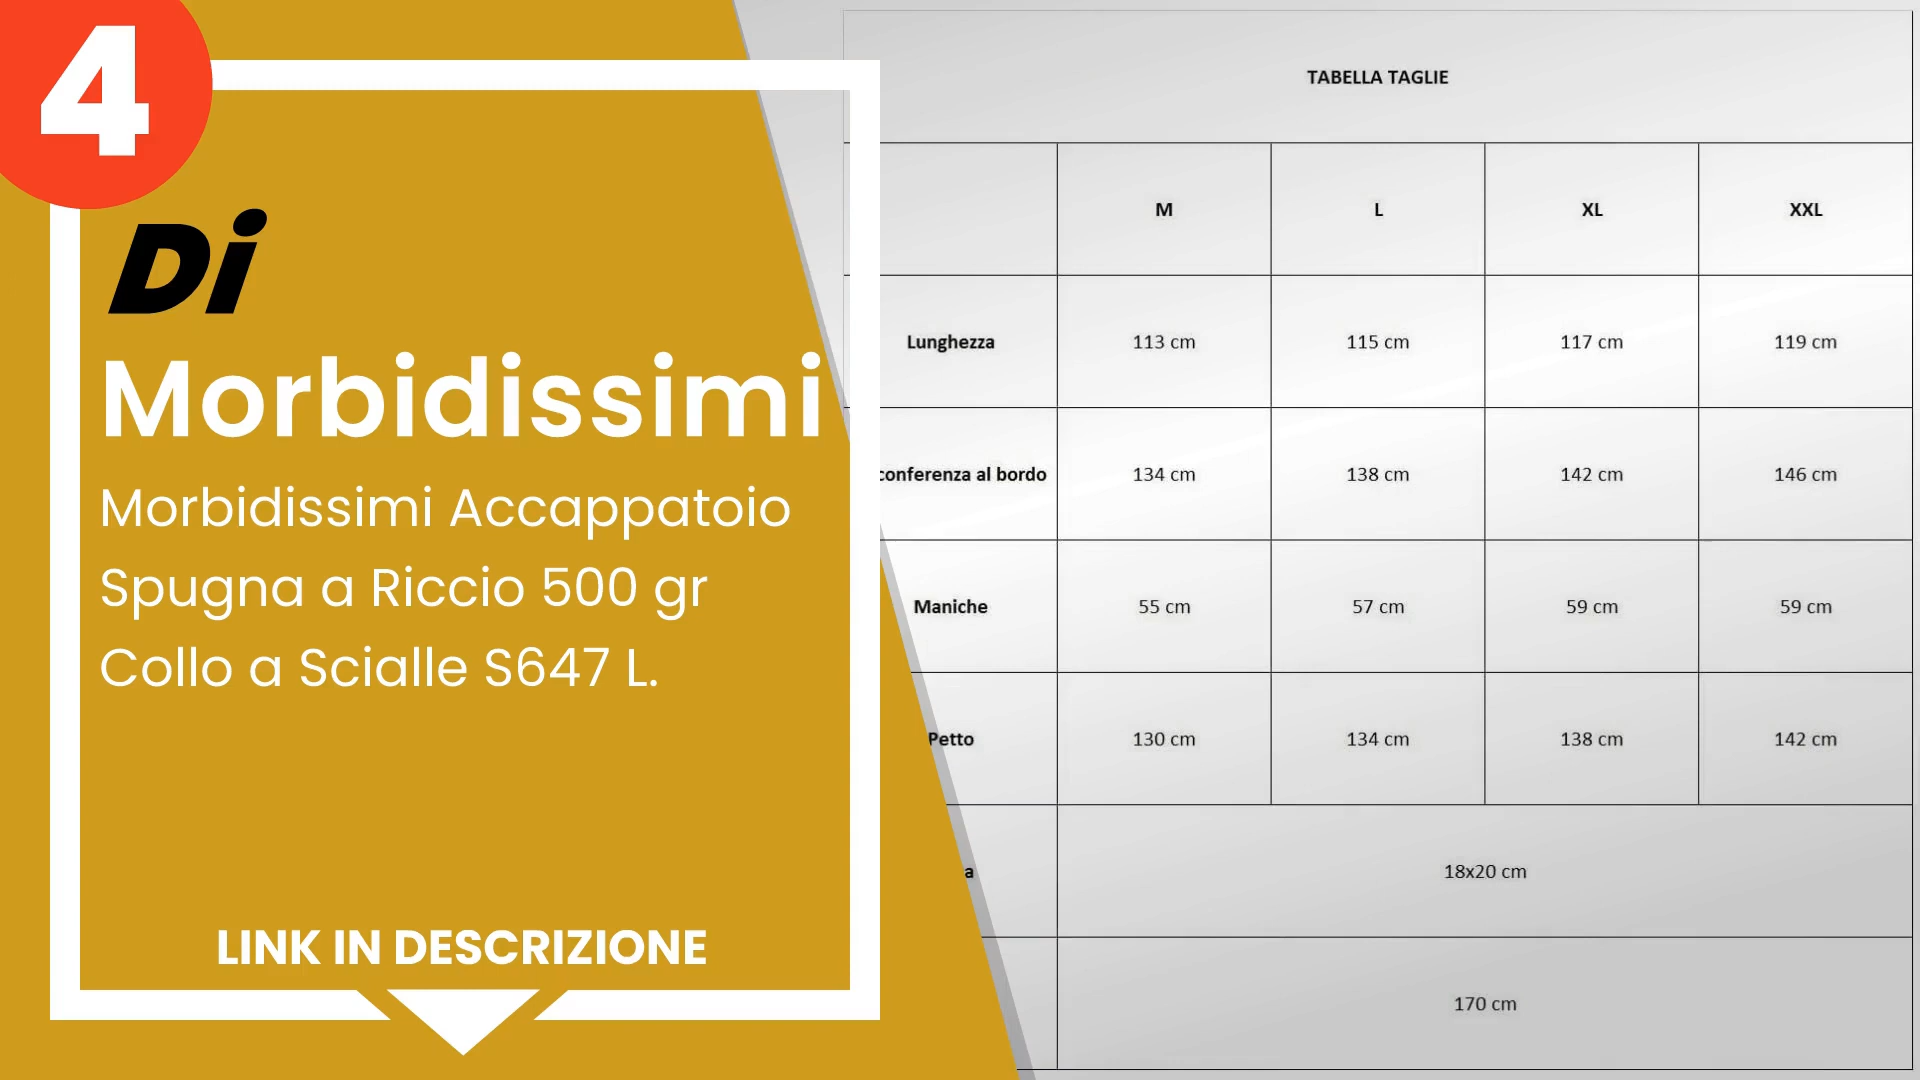 4
Di
Morbidissimi
Morbidissimi Accappatoio
Spugna a Riccio 500 gr
Collo a Scialle S647 L.
LINK IN DESCRIZIONE
TABELLA TAGLIE
M L XL XXL
Lunghezza 113 cm 115 cm 117 cm 119 cm
conferenza al bordo 134 cm 138 cm 142 cm 146 cm
Maniche 55 cm 57 cm 59 cm 59 cm
Petto 130 cm 134 cm 138 cm 142 cm
a 18x20 cm
170 cm